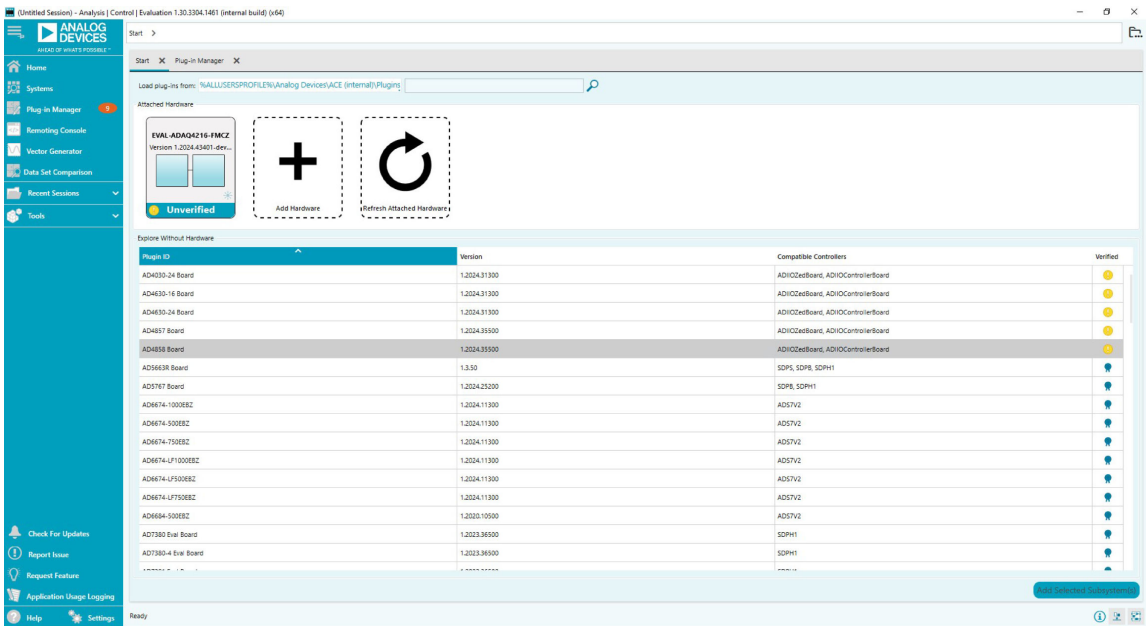 (Untitled Session) - Analysis | Control | Evaluation 1.30.3304.1461 (internal build) (x64)
ANALOG
DEVICES
AHEAD OF WHAT'S POSSIBLE™
Start >
Home
Systems
Plug-in Manager 9
Remoting Console
Vector Generator
Data Set Comparison
Recent Sessions
Tools
Start X Plug-in Manager X
Load plug-ins from: %ALLUSERSPROFILE%\Analog Devices\ACE (internal)\Plugins
Attached Hardware
EVAL-ADAQ4216-FMCZ
Version 1.2024.43401-dev...
Unverified
Add Hardware
Refresh Attached Hardware
Explore Without Hardware
Plugin ID Version Compatible Controllers Verified
AD4030-24 Board 1.2024.31300 ADIIOZedBoard, ADIIOControllerBoard
AD4630-16 Board 1.2024.31300 ADIIOZedBoard, ADIIOControllerBoard
AD4630-24 Board 1.2024.31300 ADIIOZedBoard, ADIIOControllerBoard
AD4857 Board 1.2024.35500 ADIIOZedBoard, ADIIOControllerBoard
AD4858 Board 1.2024.35500 ADIIOZedBoard, ADIIOControllerBoard
AD5663R Board 1.3.50 SDPS, SDPB, SDPH1
AD5767 Board 1.2024.25200 SDPB, SDPH1
AD6674-1000EBZ 1.2024.11300 ADS7V2
AD6674-500EBZ 1.2024.11300 ADS7V2
AD6674-750EBZ 1.2024.11300 ADS7V2
AD6674-LF1000EBZ 1.2024.11300 ADS7V2
AD6674-LF500EBZ 1.2024.11300 ADS7V2
AD6674-LF750EBZ 1.2024.11300 ADS7V2
AD6684-500EBZ 1.2020.10500 ADS7V2
AD7380 Eval Board 1.2023.36500 SDPH1
AD7380-4 Eval Board 1.2023.36500 SDPH1
Add Selected Subsystem(s)
Check For Updates
Report Issue
Request Feature
Application Usage Logging
Help Settings
Ready